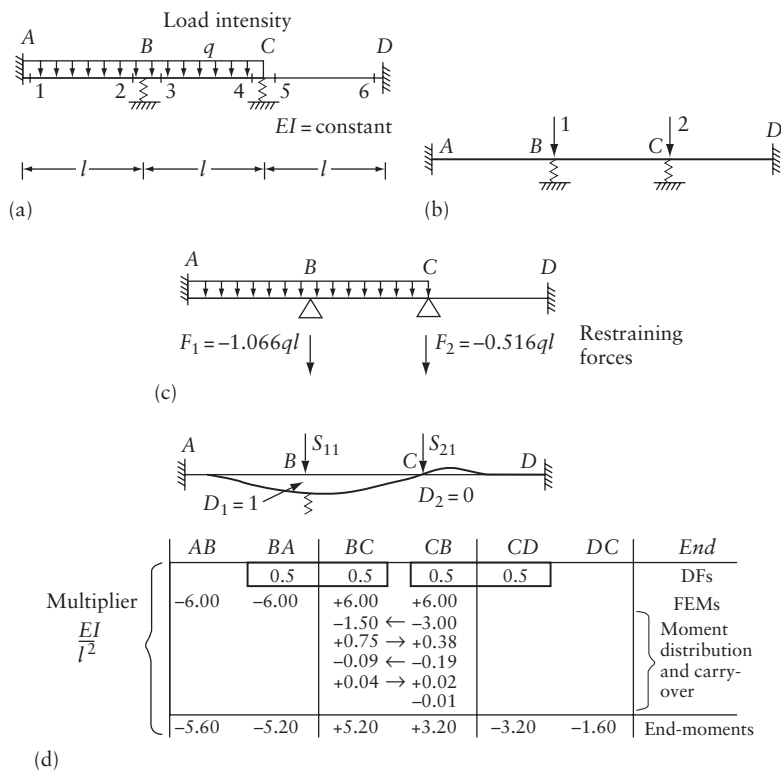 Load intensity
A B q C D
1 2 3 4 5 6
EI = constant
l l l
(a)
1 2
A B C D
(b)
A B C D
F1 = −1.066ql F2 = −0.516ql
Restraining
forces
(c)
A S11 S21
B C D
D1 = 1 D2 = 0
AB BA BC CB CD DC End
0.5 0.5 0.5 0.5 DFs
Multiplier
EI
l²
−6.00 −6.00 +6.00 +6.00 FEMs
−1.50 ← −3.00
+0.75 → +0.38
−0.09 ← −0.19
+0.04 → +0.02
−0.01
Moment
distribution
and carry-
over
−5.60 −5.20 +5.20 +3.20 −3.20 −1.60 End-moments
(d)